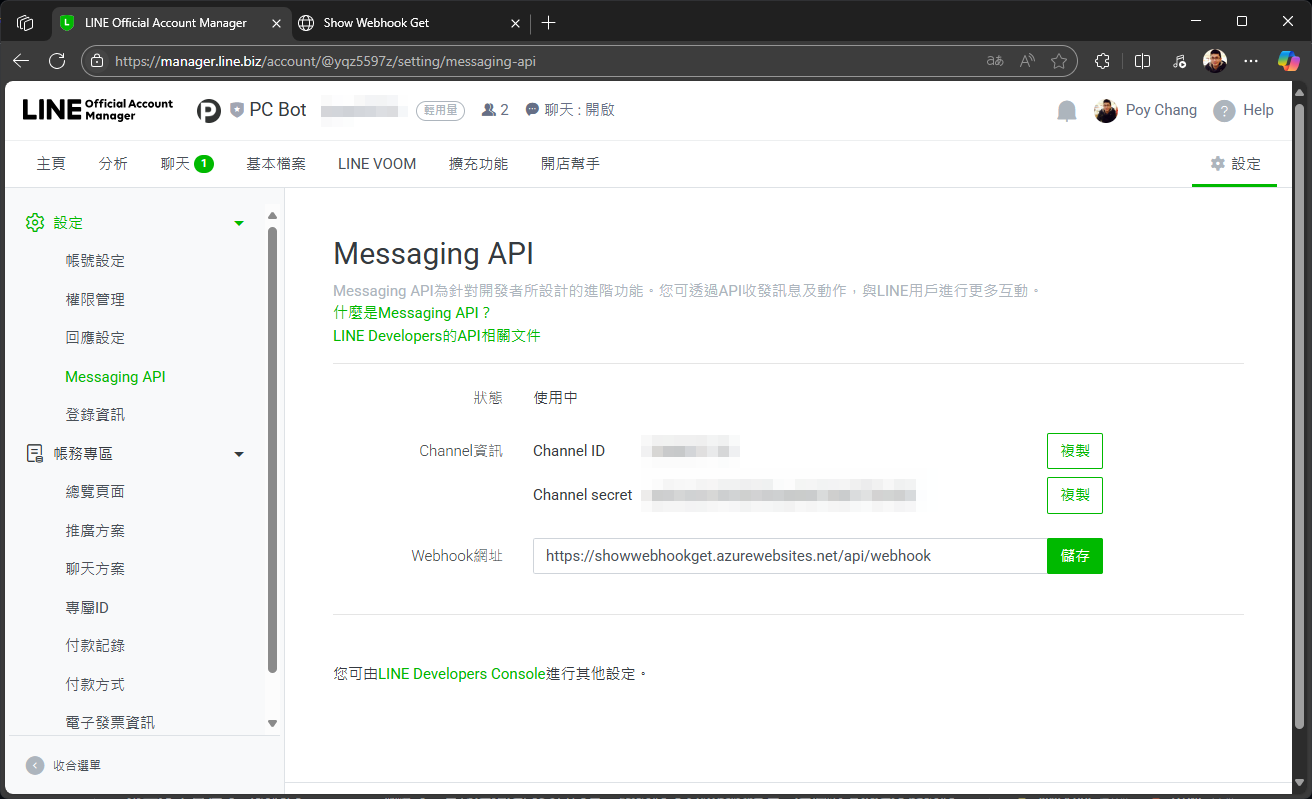 LINE Official Account Manager
Show Webhook Get
https://manager.line.biz/account/@yqz5597z/setting/messaging-api
LINE Official Account Manager
PC Bot
輕用量
2
聊天 : 開啟
Poy Chang
Help
主頁
分析
聊天 1
基本檔案
LINE VOOM
擴充功能
開店幫手
設定
設定
帳號設定
權限管理
回應設定
Messaging API
登錄資訊
帳務專區
總覽頁面
推廣方案
聊天方案
專屬ID
付款記錄
付款方式
電子發票資訊
收合選單
Messaging API
Messaging API為針對開發者所設計的進階功能。您可透過API收發訊息及動作，與LINE用戶進行更多互動。
什麼是Messaging API？
LINE Developers的API相關文件
狀態 使用中
Channel資訊 Channel ID 複製
Channel secret 複製
Webhook網址 https://showwebhookget.azurewebsites.net/api/webhook 儲存
您可由LINE Developers Console進行其他設定。